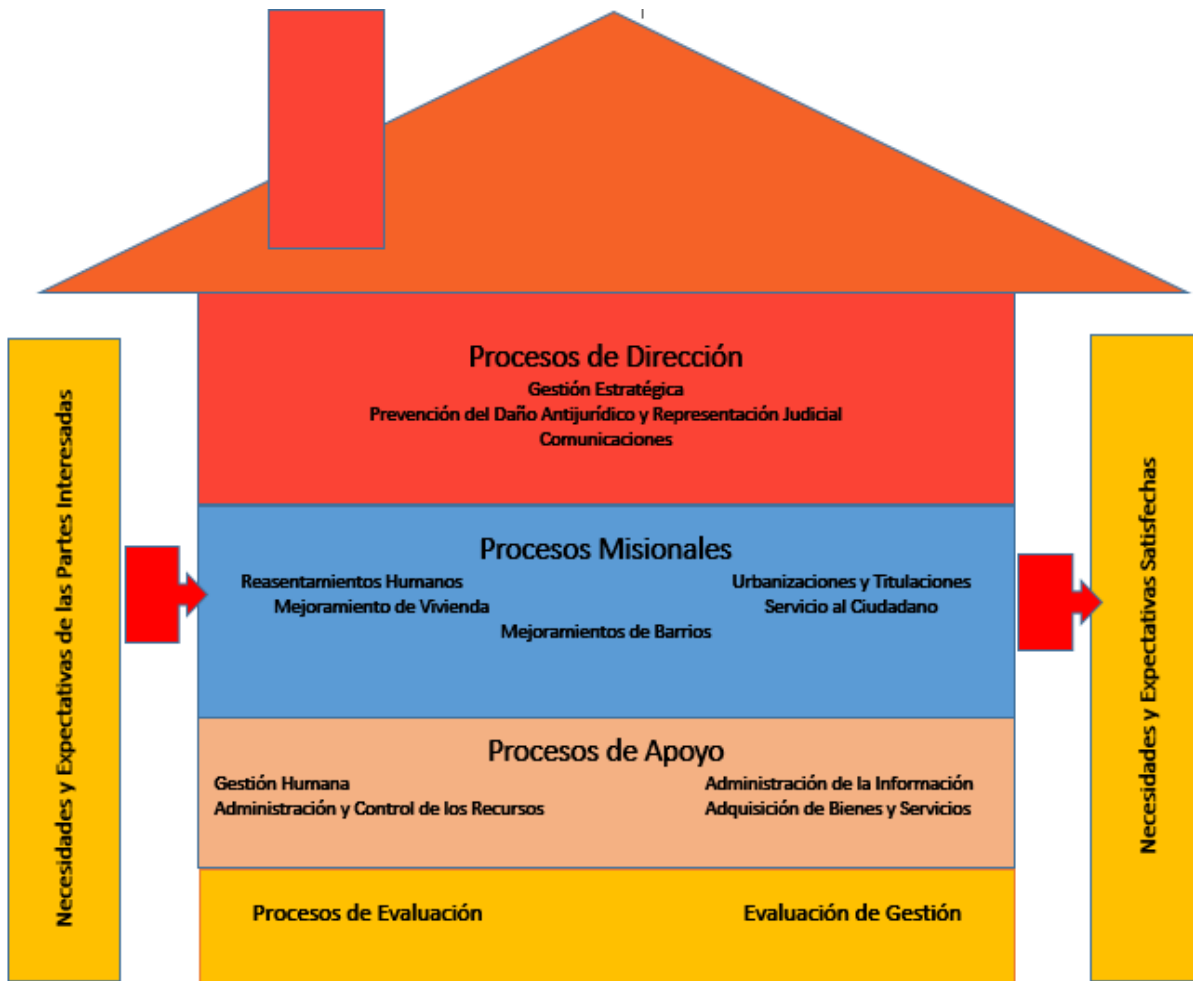 Procesos de Dirección
Gestión Estratégica
Prevención del Daño Antijurídico y Representación Judicial
Comunicaciones
Necesidades y Expectativas de las Partes Interesadas
Procesos Misionales
Reasentamientos Humanos
Urbanizaciones y Titulaciones
Mejoramiento de Vivienda
Servicio al Ciudadano
Mejoramientos de Barrios
Procesos de Apoyo
Gestión Humana
Administración de la Información
Administración y Control de los Recursos
Adquisición de Bienes y Servicios
Procesos de Evaluación
Evaluación de Gestión
Necesidades y Expectativas Satisfechas